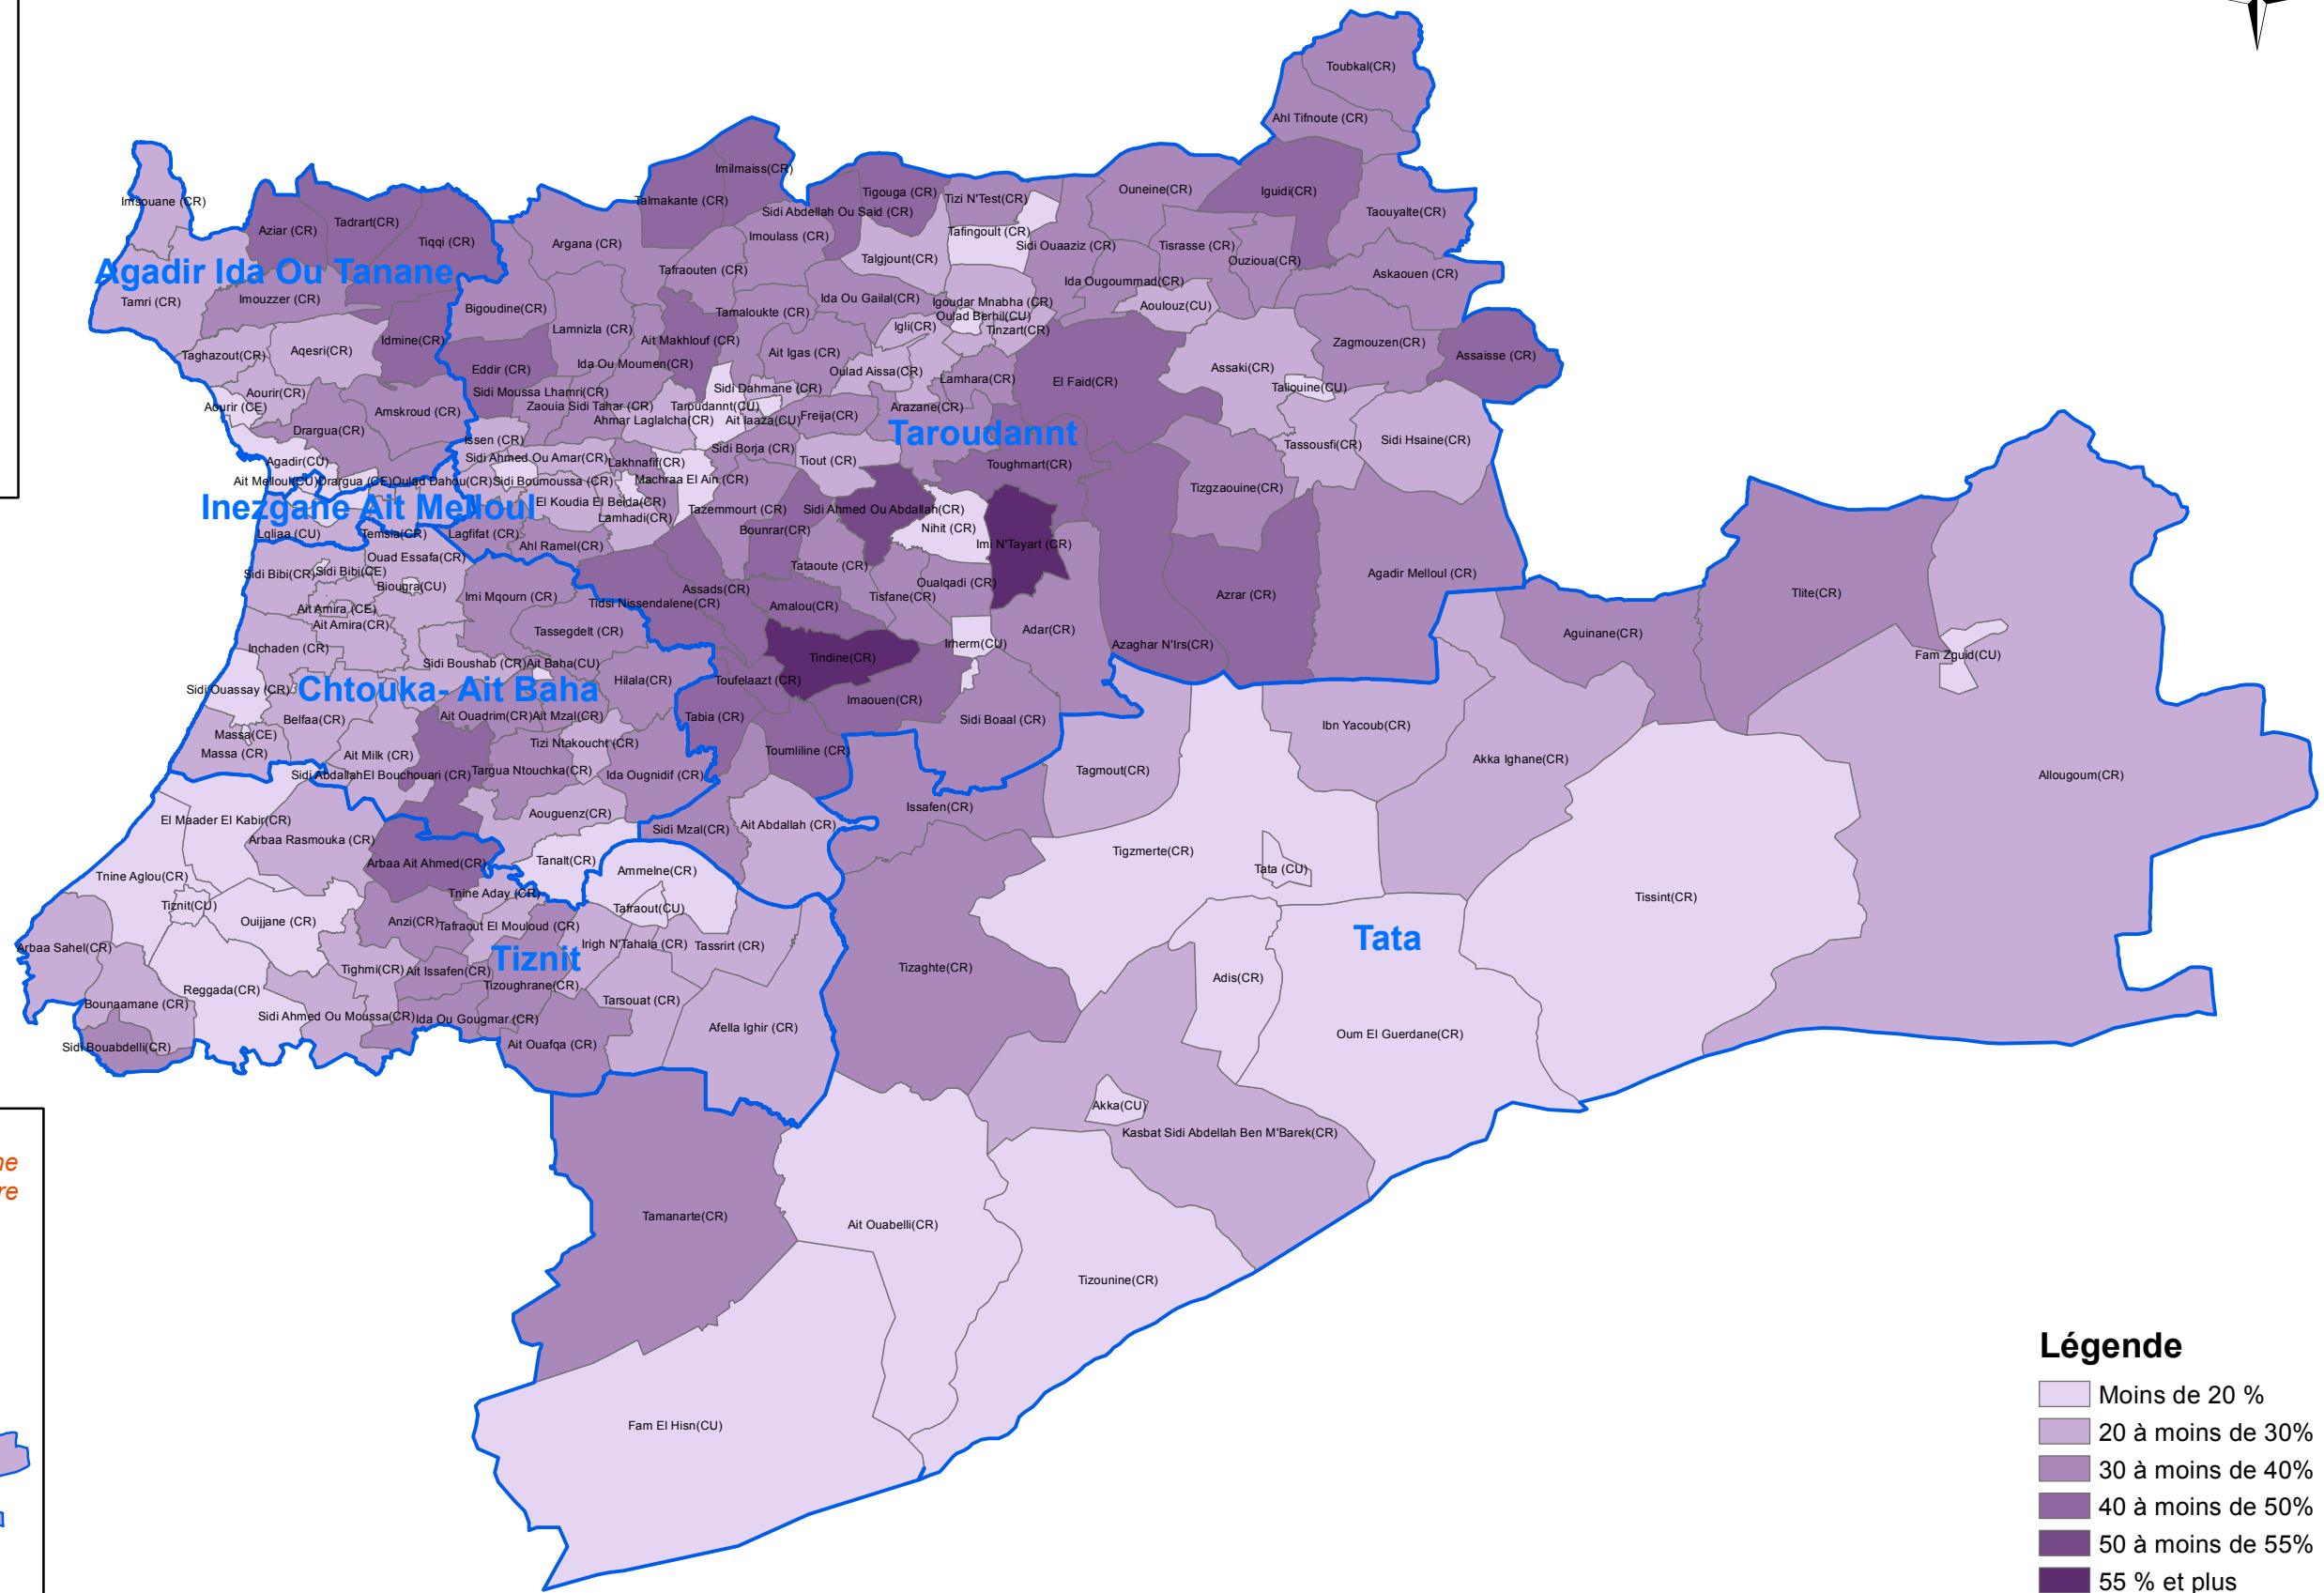 Toubkal(CR)
Ahl Tifnoute (CR)
Imilmaiss(CR)
Talmakante (CR)
Tigouga (CR)
Tizi N'Test(CR)
Ouneine(CR)
Iguidi(CR)
Taouyalte(CR)
Imsouane (CR)
Aziar (CR)
Tadrart(CR)
Tiqqi (CR)
Argana (CR)
Sidi Abdellah Ou Said (CR)
Imoulass (CR)
Tafingoult (CR)
Sidi Ouaaziz (CR)
Tisrasse (CR)
Ouzioua(CR)
Askaouen (CR)
Agadir Ida Ou Tanane
Tafraouten (CR)
Talgjount(CR)
Ida Ougoummad(CR)
Tamri (CR)
Imouzzer (CR)
Bigoudine(CR)
Ida Ou Gailal(CR)
Igoudar Mnabha (CR)
Aoulouz(CU)
Tamaloukte (CR)
Oulad Berhil(CU)
Lamnizla (CR)
Igli(CR)
Tinzart(CR)
Idmine(CR)
Ait Makhlouf (CR)
Zagmouzen(CR)
Taghazout(CR)
Aqesri(CR)
Ait Igas (CR)
Assaisse (CR)
Eddir (CR)
Ida Ou Moumen(CR)
Oulad Aissa(CR)
Lamhara(CR)
El Faid(CR)
Assaki(CR)
Taliouine(CU)
Aourir(CR)
Sidi Moussa Lhamri(CR)
Sidi Dahmane (CR)
Aourir (CE)
Amskroud (CR)
Zaouia Sidi Tahar (CR)
Taroudannt(CU)
Arazane(CR)
Ahmar Laglalcha(CR)
Ait Iaaza(CU)
Freija(CR)
Drargua(CR)
Taroudannt
Issen (CR)
Sidi Borja (CR)
Tassousfi(CR)
Sidi Hsaine(CR)
Agadir(CU)
Sidi Ahmed Ou Amar(CR)
Lakhnafif(CR)
Tiout (CR)
Toughmart(CR)
Ait Melloul(CU)
Drargua (CE)
Oulad Dahou(CR)
Sidi Boumoussa (CR)
Machraa El Ain (CR)
Tizgzaouine(CR)
Inezgane Ait Melloul
El Koudia El Beida(CR)
Lamhadi(CR)
Tazemmourt (CR)
Sidi Ahmed Ou Abdallah(CR)
Lqliaa (CU)
Temsia(CR)
Lagfifat (CR)
Ahl Ramel(CR)
Bounrar(CR)
Nihit (CR)
Imi N'Tayart (CR)
Ouad Essafa(CR)
Sidi Bibi(CR)
Sidi Bibi(CE)
Biougra(CU)
Tataoute (CR)
Agadir Melloul (CR)
Imi Mqourn (CR)
Assads(CR)
Oualqadi (CR)
Tisfane(CR)
Azrar (CR)
Tlite(CR)
Ait Amira (CE)
Ait Amira(CR)
Tidsi Nissendalene(CR)
Amalou(CR)
Tassegdelt (CR)
Adar(CR)
Aguinane(CR)
Inchaden (CR)
Irherm(CU)
Azaghar N'Irs(CR)
Fam Zguid(CU)
Sidi Boushab (CR)
Ait Baha(CU)
Tindine(CR)
Hilala(CR)
Toufelaazt (CR)
Sidi Ouassay (CR)
Chtouka- Ait Baha
Imaouen(CR)
Belfaa(CR)
Ait Ouadrim(CR)
Ait Mzal(CR)
Tabia (CR)
Sidi Boaal (CR)
Ibn Yacoub(CR)
Massa(CE)
Massa (CR)
Ait Milk (CR)
Tizi Ntakoucht (CR)
Toumliline (CR)
Akka Ighane(CR)
Sidi Abdallah El Bouchouari (CR)
Targua Ntouchka(CR)
Ida Ougnidif (CR)
Tagmout(CR)
Allougoum(CR)
El Maader El Kabir(CR)
Aouguenz(CR)
Issafen(CR)
Arbaa Rasmouka (CR)
Sidi Mzal(CR)
Ait Abdallah (CR)
Tnine Aglou(CR)
Arbaa Ait Ahmed(CR)
Tanalt(CR)
Ammelne(CR)
Tigzmerte(CR)
Tata (CU)
Tiznit(CU)
Tnine Aday (CR)
Tafraout(CU)
Tissint(CR)
Ouijjane (CR)
Anzi(CR)
Tafraout El Mouloud (CR)
Arbaa Sahel(CR)
Irigh N'Tahala (CR)
Tassrirt (CR)
Tata
Tiznit
Tighmi(CR)
Ait Issafen(CR)
Tizaghte(CR)
Adis(CR)
Reggada(CR)
Tizoughrane(CR)
Bounaamane (CR)
Tarsouat (CR)
Sidi Ahmed Ou Moussa(CR)
Ida Ou Gougmar (CR)
Afella Ighir (CR)
Oum El Guerdane(CR)
Sidi Bouabdelli(CR)
Ait Ouafqa (CR)
Akka(CU)
Kasbat Sidi Abdellah Ben M'Barek(CR)
Tamanarte(CR)
Ait Ouabelli(CR)
Tizounine(CR)
Fam El Hisn(CU)
Légende
Moins de 20 %
20 à moins de 30%
30 à moins de 40%
40 à moins de 50%
50 à moins de 55%
55 % et plus